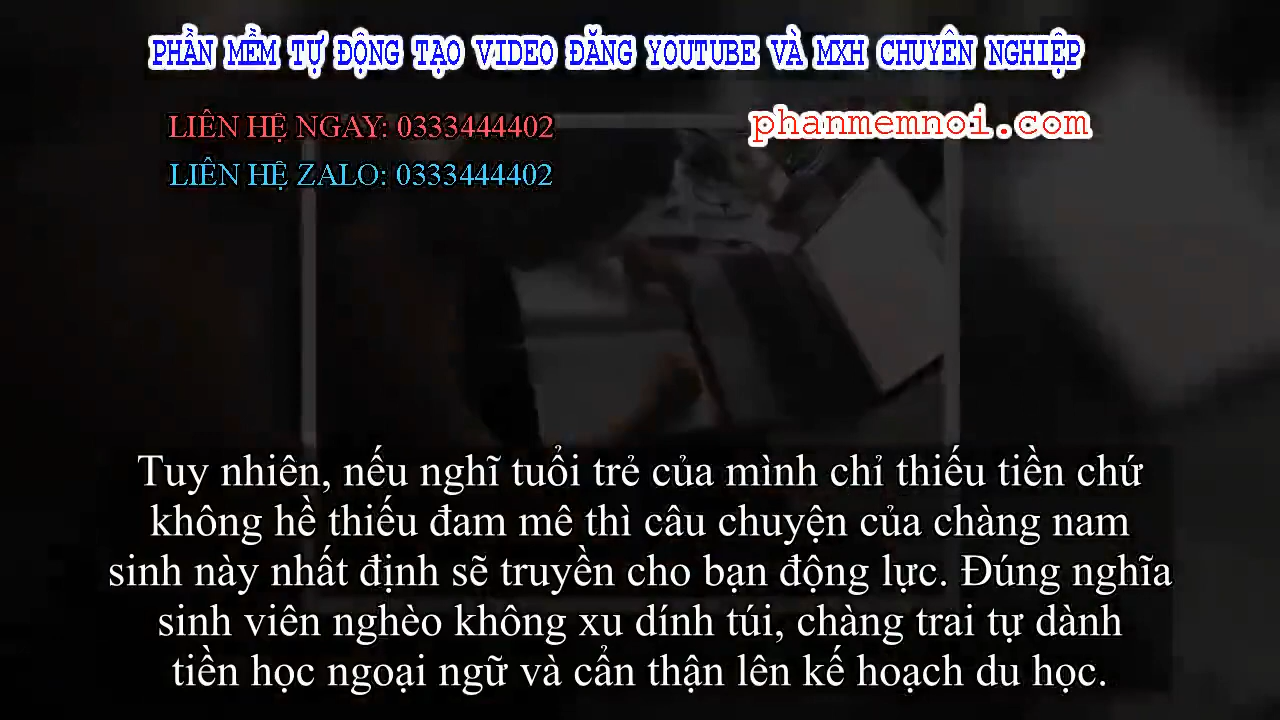 PHẦN MỀM TỰ ĐỘNG TẠO VIDEO ĐĂNG YOUTUBE VÀ MXH CHUYÊN NGHIỆP
LIÊN HỆ NGAY: 0333444402
phanmemnoi.com
LIÊN HỆ ZALO: 0333444402
Tuy nhiên, nếu nghĩ tuổi trẻ của mình chỉ thiếu tiền chứ
không hề thiếu đam mê thì câu chuyện của chàng nam
sinh này nhất định sẽ truyền cho bạn động lực. Đúng nghĩa
sinh viên nghèo không xu dính túi, chàng trai tự dành
tiền học ngoại ngữ và cẩn thận lên kế hoạch du học.